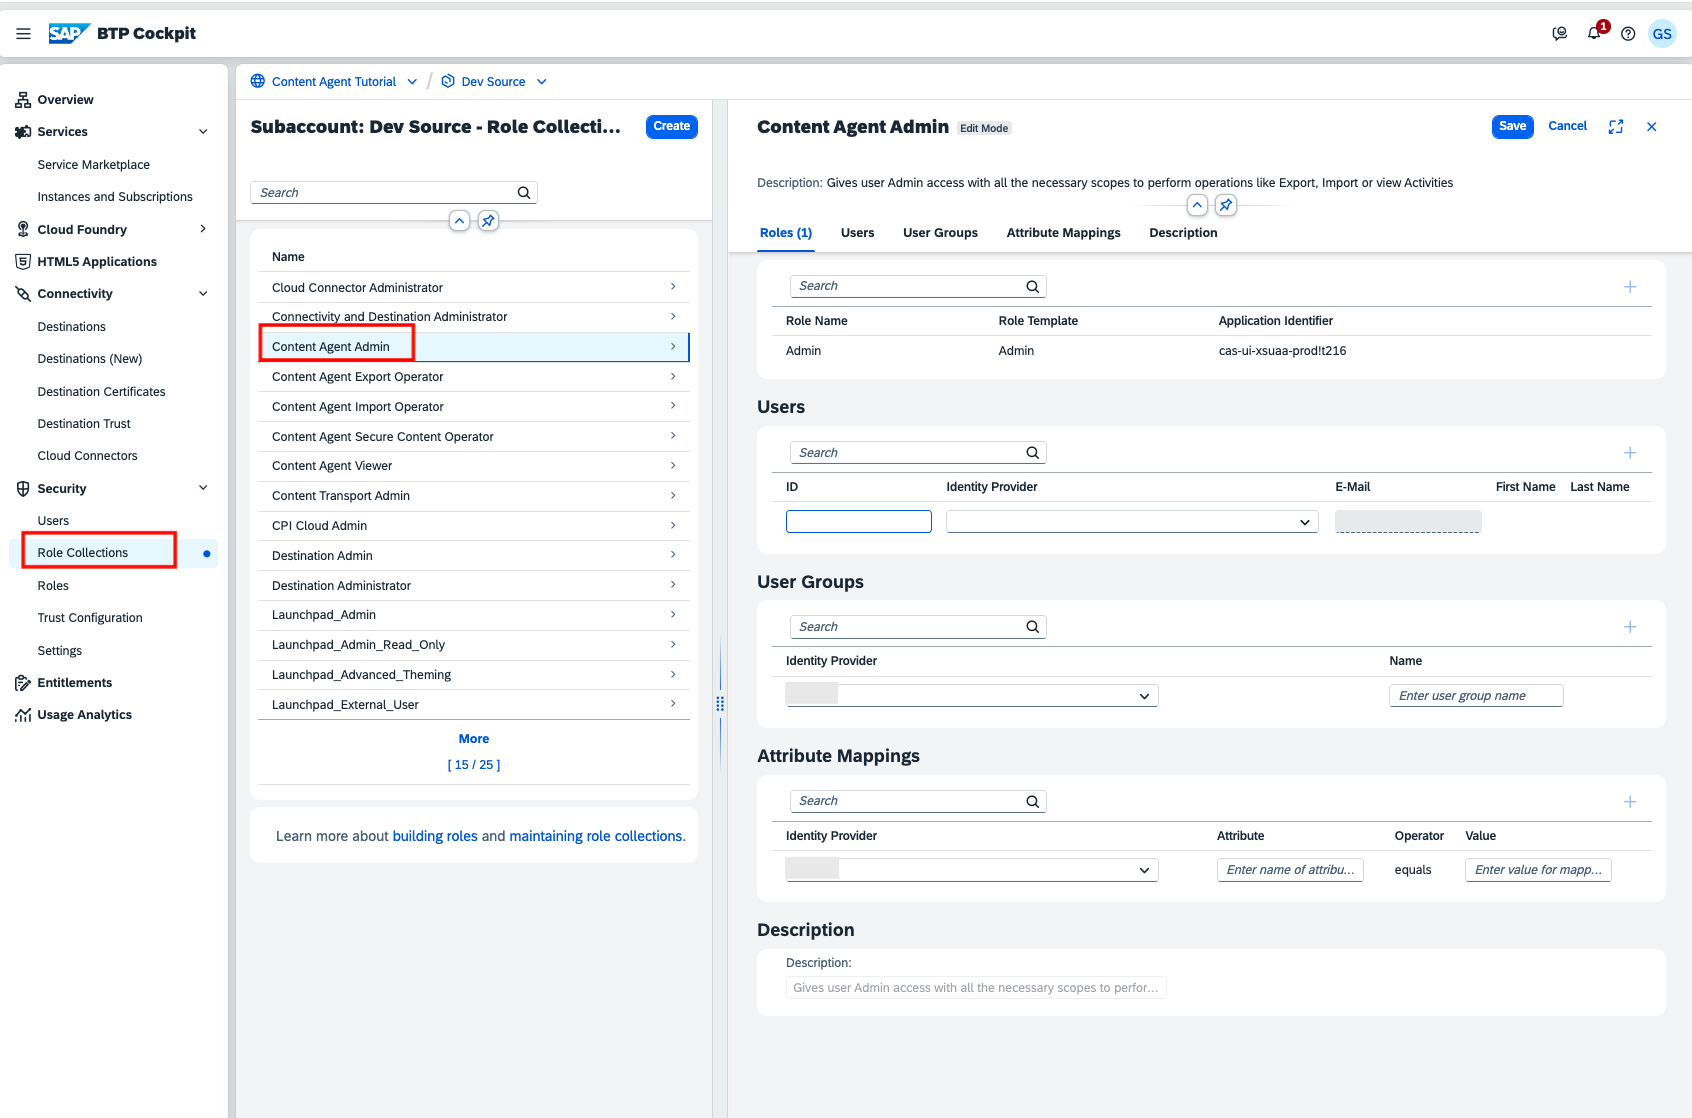 SAP BTP Cockpit
1
GS
Overview
Services
Service Marketplace
Instances and Subscriptions
Cloud Foundry
HTML5 Applications
Connectivity
Destinations
Destinations (New)
Destination Certificates
Destination Trust
Cloud Connectors
Security
Users
Role Collections
Roles
Trust Configuration
Settings
Entitlements
Usage Analytics
Content Agent Tutorial / Dev Source
Subaccount: Dev Source - Role Collecti...
Create
Search
Name
Cloud Connector Administrator
Connectivity and Destination Administrator
Content Agent Admin
Content Agent Export Operator
Content Agent Import Operator
Content Agent Secure Content Operator
Content Agent Viewer
Content Transport Admin
CPI Cloud Admin
Destination Admin
Destination Administrator
Launchpad_Admin
Launchpad_Admin_Read_Only
Launchpad_Advanced_Theming
Launchpad_External_User
More
[ 15 / 25 ]
Learn more about building roles and maintaining role collections.
Content Agent Admin Edit Mode
Save Cancel
Description: Gives user Admin access with all the necessary scopes to perform operations like Export, Import or view Activities
Roles (1) Users User Groups Attribute Mappings Description
Search
Role Name Role Template Application Identifier
Admin Admin cas-ui-xsuaa-prod!t216
Users
Search
ID Identity Provider E-Mail First Name Last Name
User Groups
Search
Identity Provider Name
Enter user group name
Attribute Mappings
Search
Identity Provider Attribute Operator Value
Enter name of attribu... equals Enter value for mapp...
Description
Description:
Gives user Admin access with all the necessary scopes to perfor...